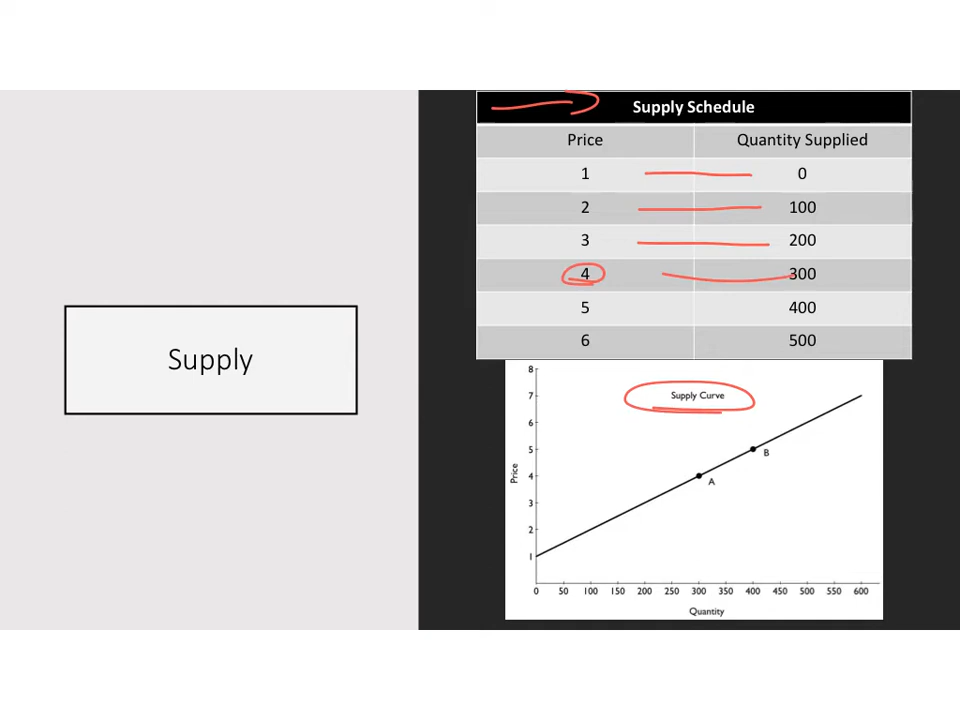 Supply
Supply Schedule
Price Quantity Supplied
1 0
2 100
3 200
4 300
5 400
6 500
Supply Curve
8
7
6
5
4
3
2
1
Price
A
B
0 50 100 150 200 250 300 350 400 450 500 550 600
Quantity